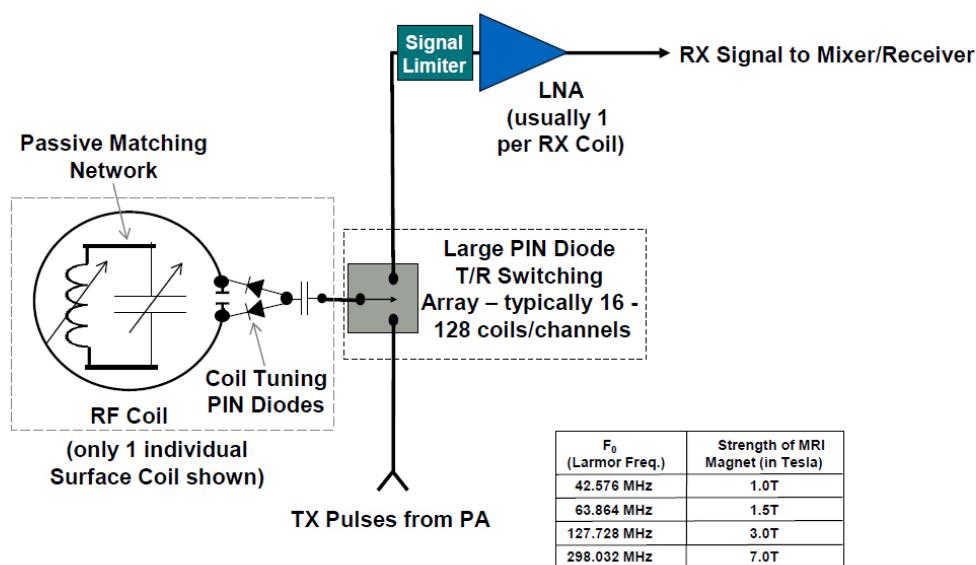 Signal
Limiter
RX Signal to Mixer/Receiver
LNA
(usually 1
per RX Coil)
Passive Matching
Network
Large PIN Diode
T/R Switching
Array – typically 16 -
128 coils/channels
Coil Tuning
PIN Diodes
RF Coil
(only 1 individual
Surface Coil shown)
TX Pulses from PA
F0
(Larmor Freq.)
Strength of MRI
Magnet (in Tesla)
42.576 MHz 1.0T
63.864 MHz 1.5T
127.728 MHz 3.0T
298.032 MHz 7.0T